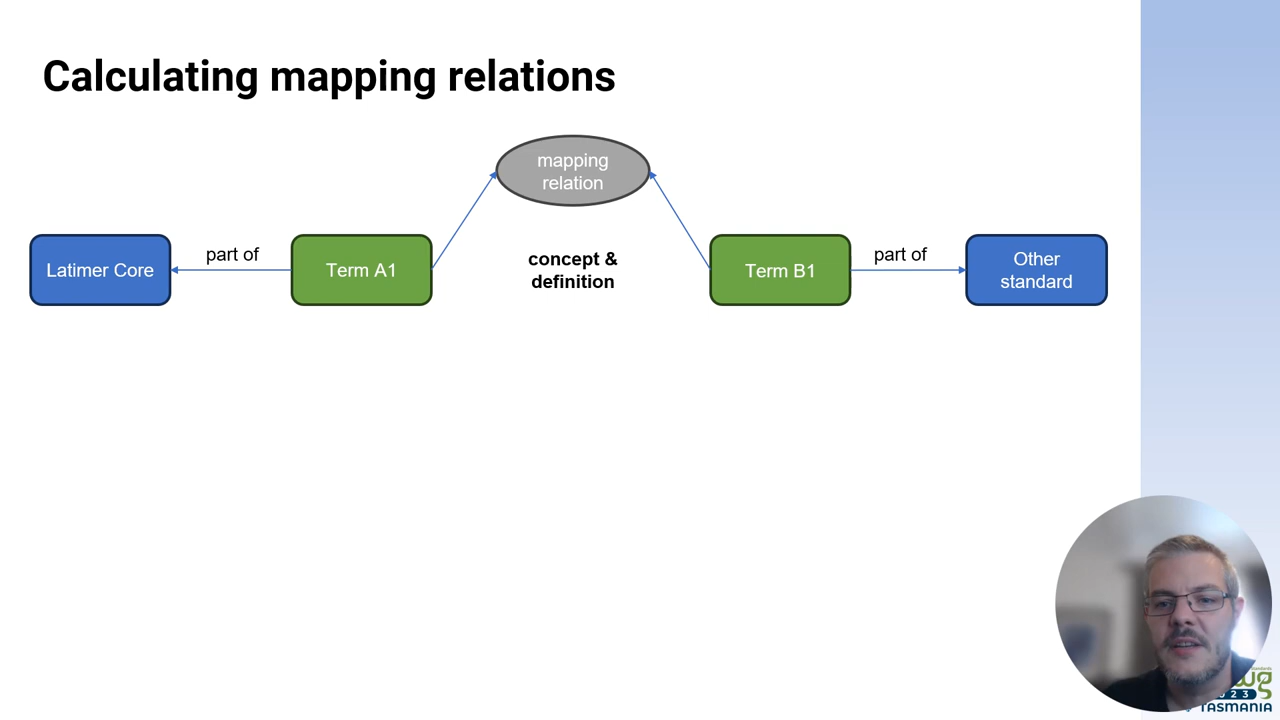 Calculating mapping relations
mapping
relation
Latimer Core
part of
Term A1
concept &
definition
Term B1
part of
Other
standard
TASMANIA